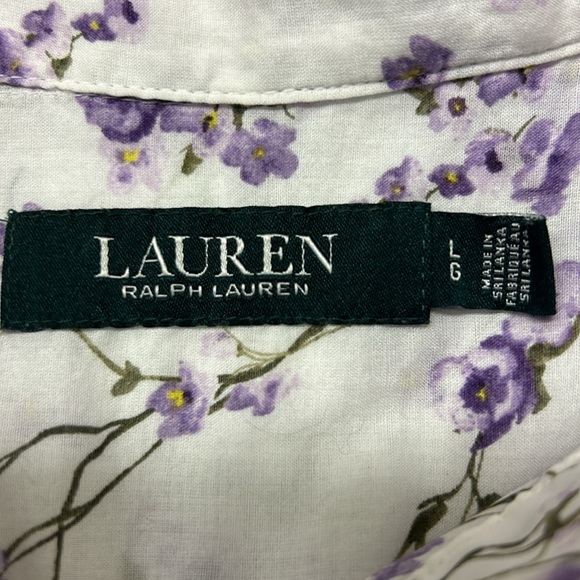 LAUREN
RALPH LAUREN
L
G
MADE IN
SRI LANKA
FABRIQUÉ AU
SRI LANKA